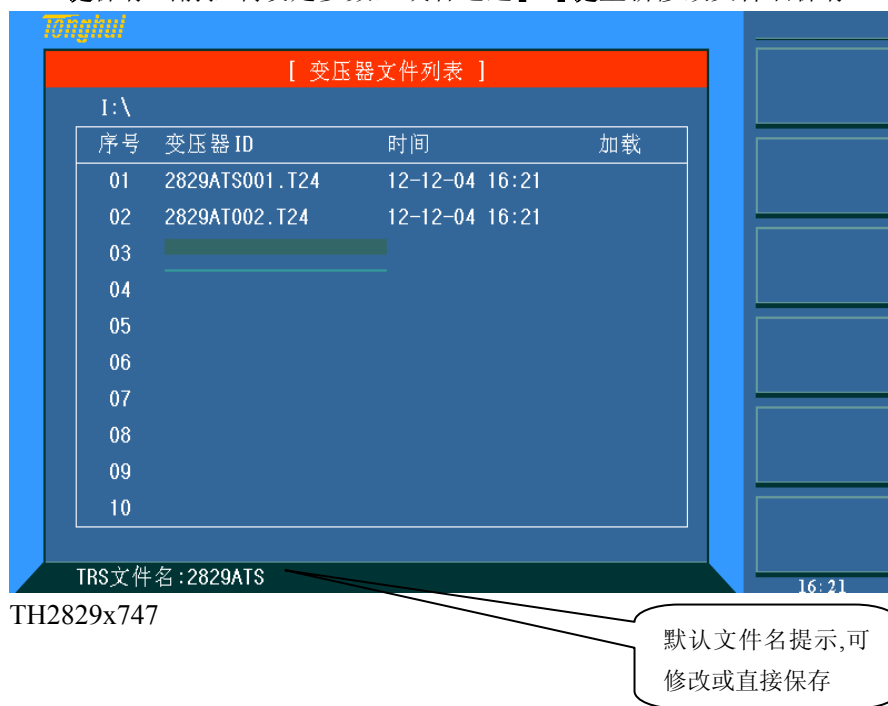 Tonghui
[ 变压器文件列表 ]
I:\
序号 变压器ID 时间 加载
01 2829ATS001.T24 12-12-04 16:21
02 2829AT002.T24 12-12-04 16:21
03
04
05
06
07
08
09
10
TRS文件名:2829ATS
16:21
TH2829x747
默认文件名提示,可
修改或直接保存